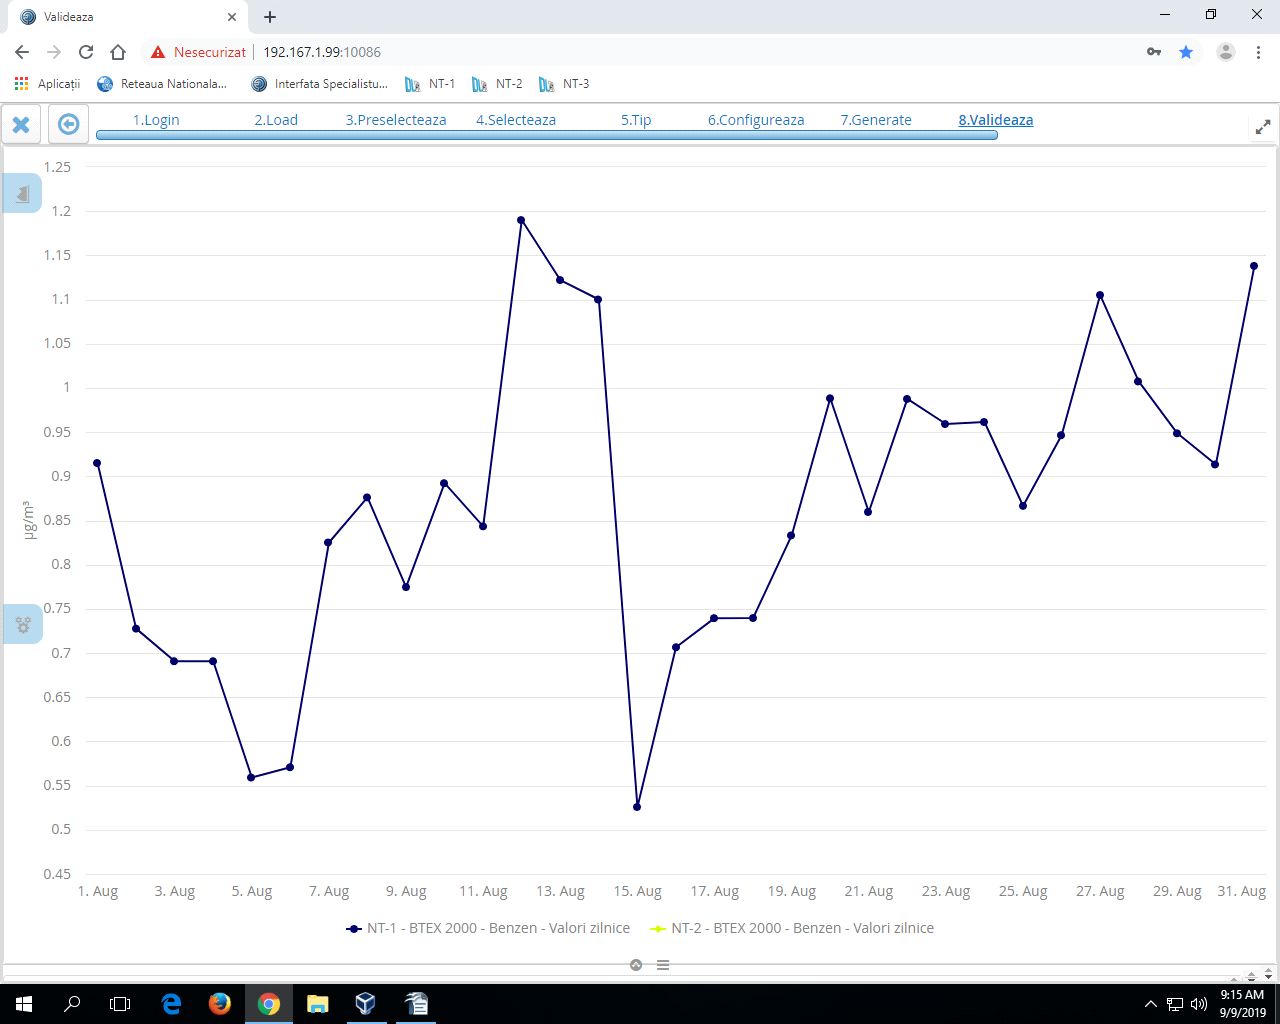 Valideaza
Nesecurizat 192.167.1.99:10086
Aplicații Reteaua Nationala... Interfata Specialistu... NT-1 NT-2 NT-3
1.Login 2.Load 3.Preselecteaza 4.Selecteaza 5.Tip 6.Configureaza 7.Generate 8.Valideaza
1.25
1.2
1.15
1.1
1.05
1
0.95
0.9
0.85
0.8
0.75
0.7
0.65
0.6
0.55
0.5
0.45
µg/m³
1. Aug 3. Aug 5. Aug 7. Aug 9. Aug 11. Aug 13. Aug 15. Aug 17. Aug 19. Aug 21. Aug 23. Aug 25. Aug 27. Aug 29. Aug 31. Aug
NT-1 - BTEX 2000 - Benzen - Valori zilnice NT-2 - BTEX 2000 - Benzen - Valori zilnice
9:15 AM
9/9/2019